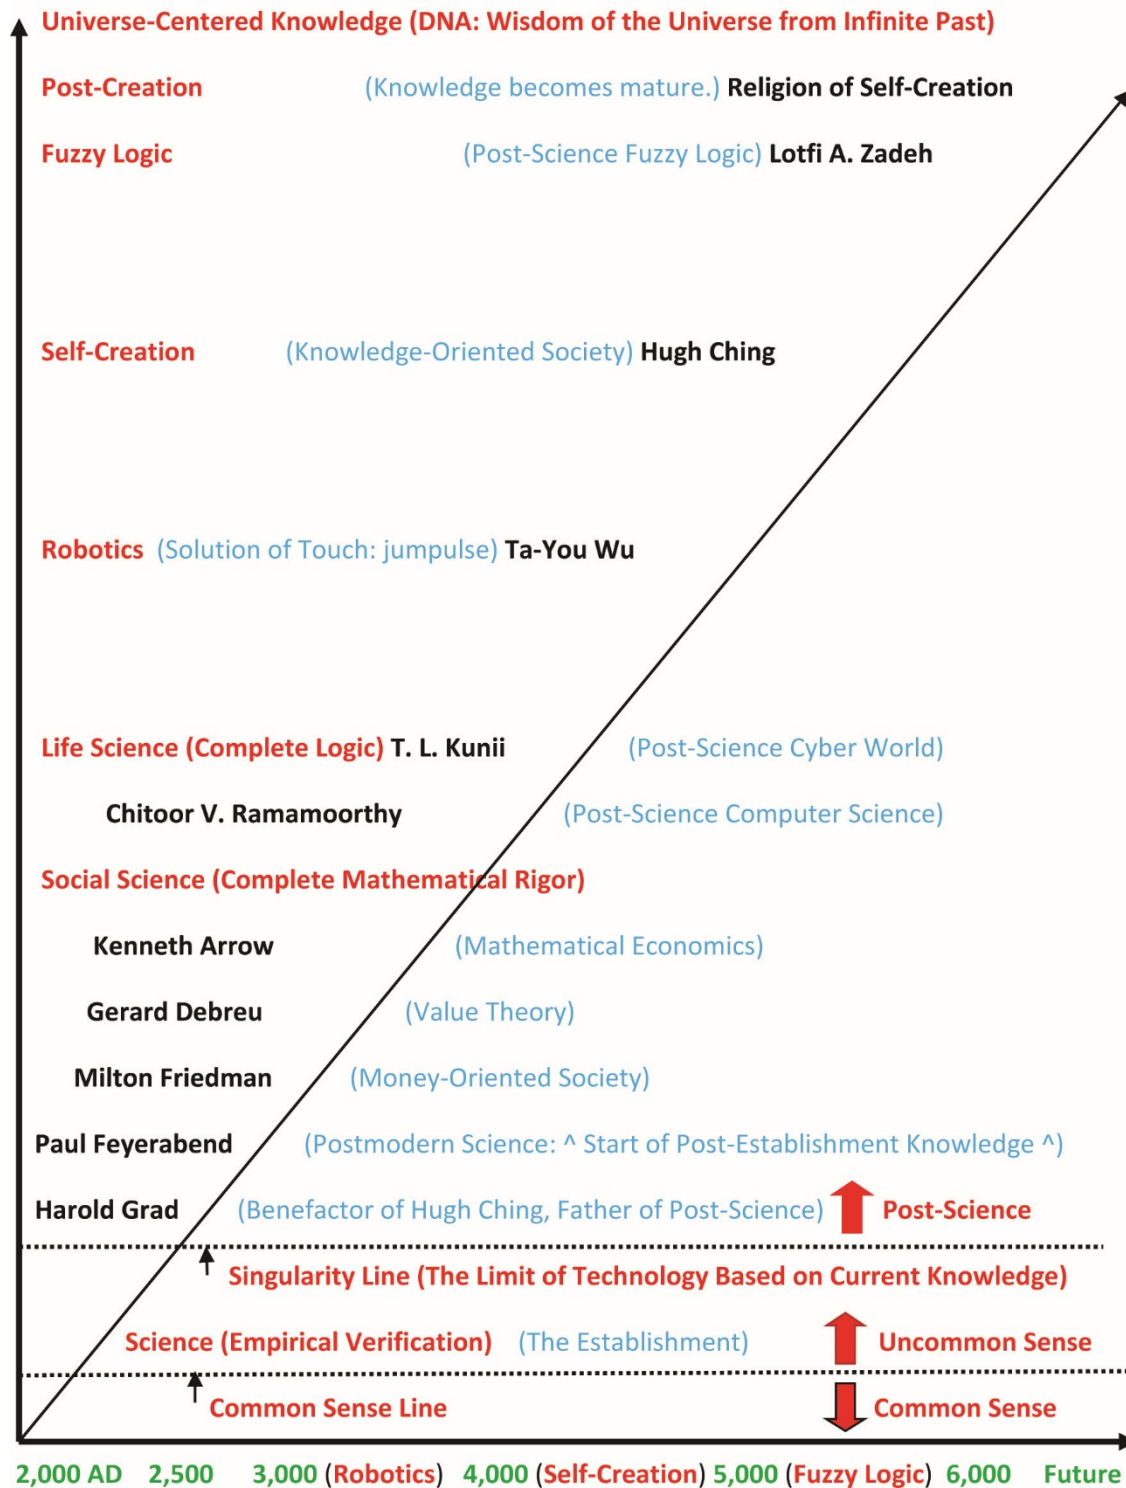 Universe-Centered Knowledge (DNA: Wisdom of the Universe from Infinite Past)
Post-Creation (Knowledge becomes mature.) Religion of Self-Creation
Fuzzy Logic (Post-Science Fuzzy Logic) Lotfi A. Zadeh
Self-Creation (Knowledge-Oriented Society) Hugh Ching
Robotics (Solution of Touch: jumpulse) Ta-You Wu
Life Science (Complete Logic) T. L. Kunii (Post-Science Cyber World)
Chitoor V. Ramamoorthy (Post-Science Computer Science)
Social Science (Complete Mathematical Rigor)
Kenneth Arrow (Mathematical Economics)
Gerard Debreu (Value Theory)
Milton Friedman (Money-Oriented Society)
Paul Feyerabend (Postmodern Science: ^ Start of Post-Establishment Knowledge ^)
Harold Grad (Benefactor of Hugh Ching, Father of Post-Science) Post-Science
Singularity Line (The Limit of Technology Based on Current Knowledge)
Science (Empirical Verification) (The Establishment) Uncommon Sense
Common Sense Line Common Sense
2,000 AD 2,500 3,000 (Robotics) 4,000 (Self-Creation) 5,000 (Fuzzy Logic) 6,000 Future